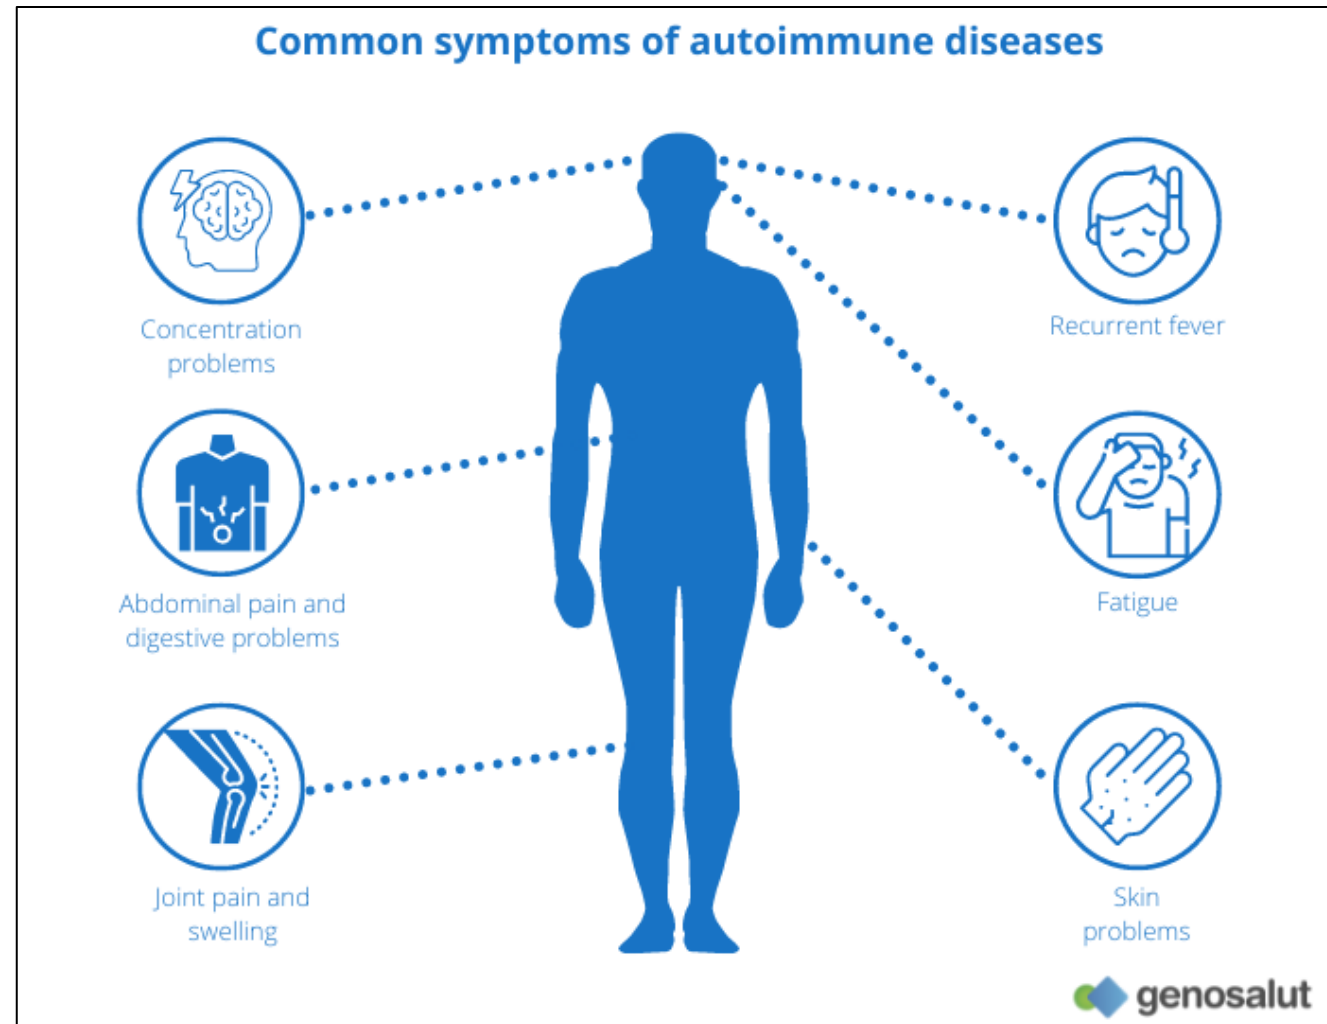 Common symptoms of autoimmune diseases
Concentration
problems
Recurrent fever
Abdominal pain and
digestive problems
Fatigue
Joint pain and
swelling
Skin
problems
genosalut